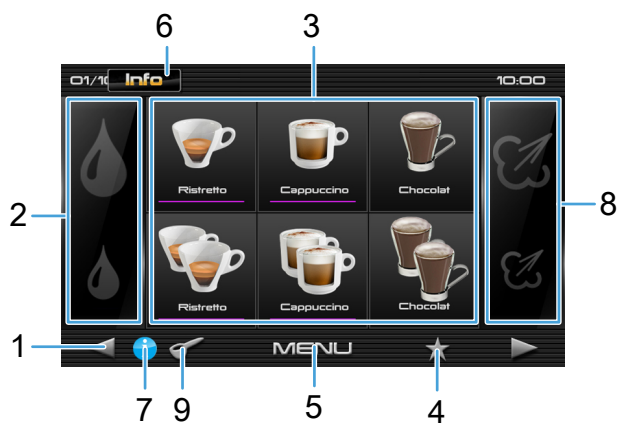 6 3
01/10 Info 10:00
Ristretto Cappuccino Chocolat
2 8
Ristretto Cappuccino Chocolat
1 i MENU
7 9 5 4